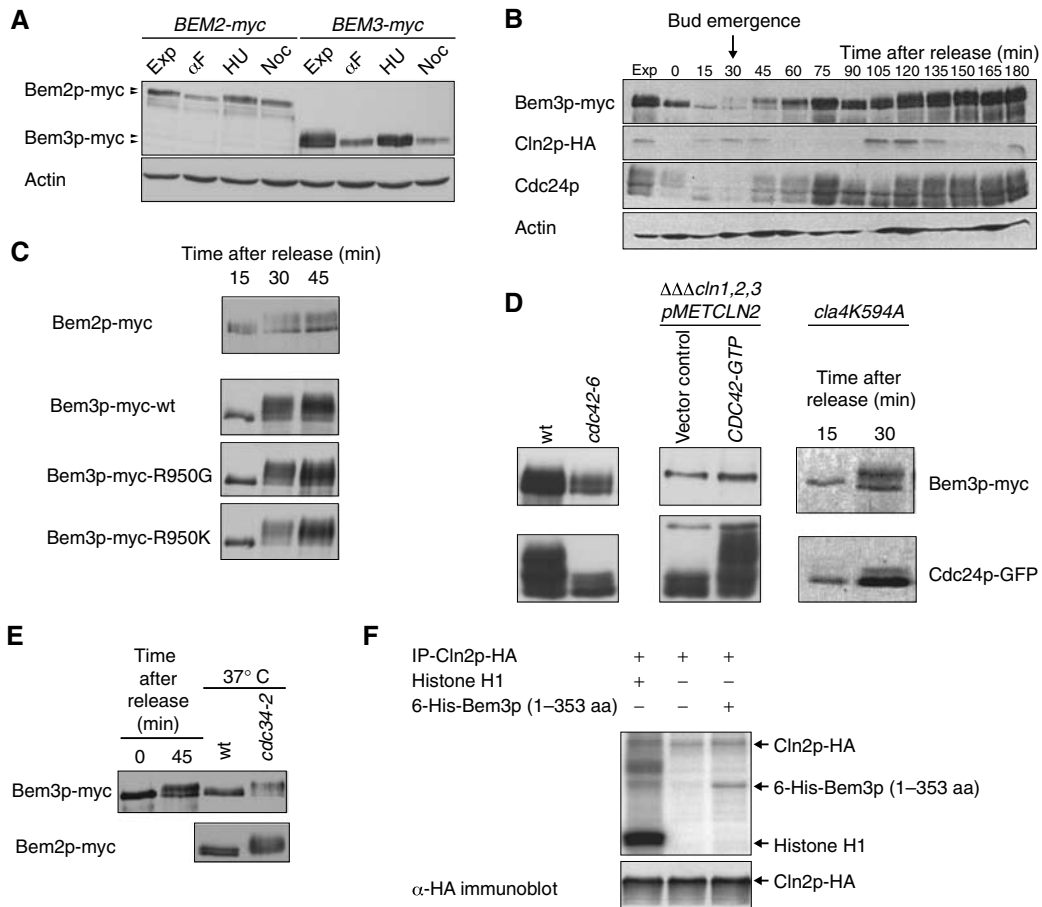 A
BEM2-myc BEM3-myc
Exp αF HU Noc Exp αF HU Noc
Bem2p-myc
Bem3p-myc
Actin
B
Bud emergence
Time after release (min)
Exp 0 15 30 45 60 75 90 105 120 135 150 165 180
Bem3p-myc
Cln2p-HA
Cdc24p
Actin
C
Time after release (min)
15 30 45
Bem2p-myc
Bem3p-myc-wt
Bem3p-myc-R950G
Bem3p-myc-R950K
D
ΔΔΔcln1,2,3
pMETCLN2
cla4K594A
wt cdc42-6
Vector control CDC42-GTP
Time after
release (min)
15 30
Bem3p-myc
Cdc24p-GFP
E
Time
after
release
(min)
37° C
0 45 wt cdc34-2
Bem3p-myc
Bem2p-myc
F
IP-Cln2p-HA + + +
Histone H1 + − −
6-His-Bem3p (1–353 aa) − − +
Cln2p-HA
6-His-Bem3p (1–353 aa)
Histone H1
α-HA immunoblot
Cln2p-HA